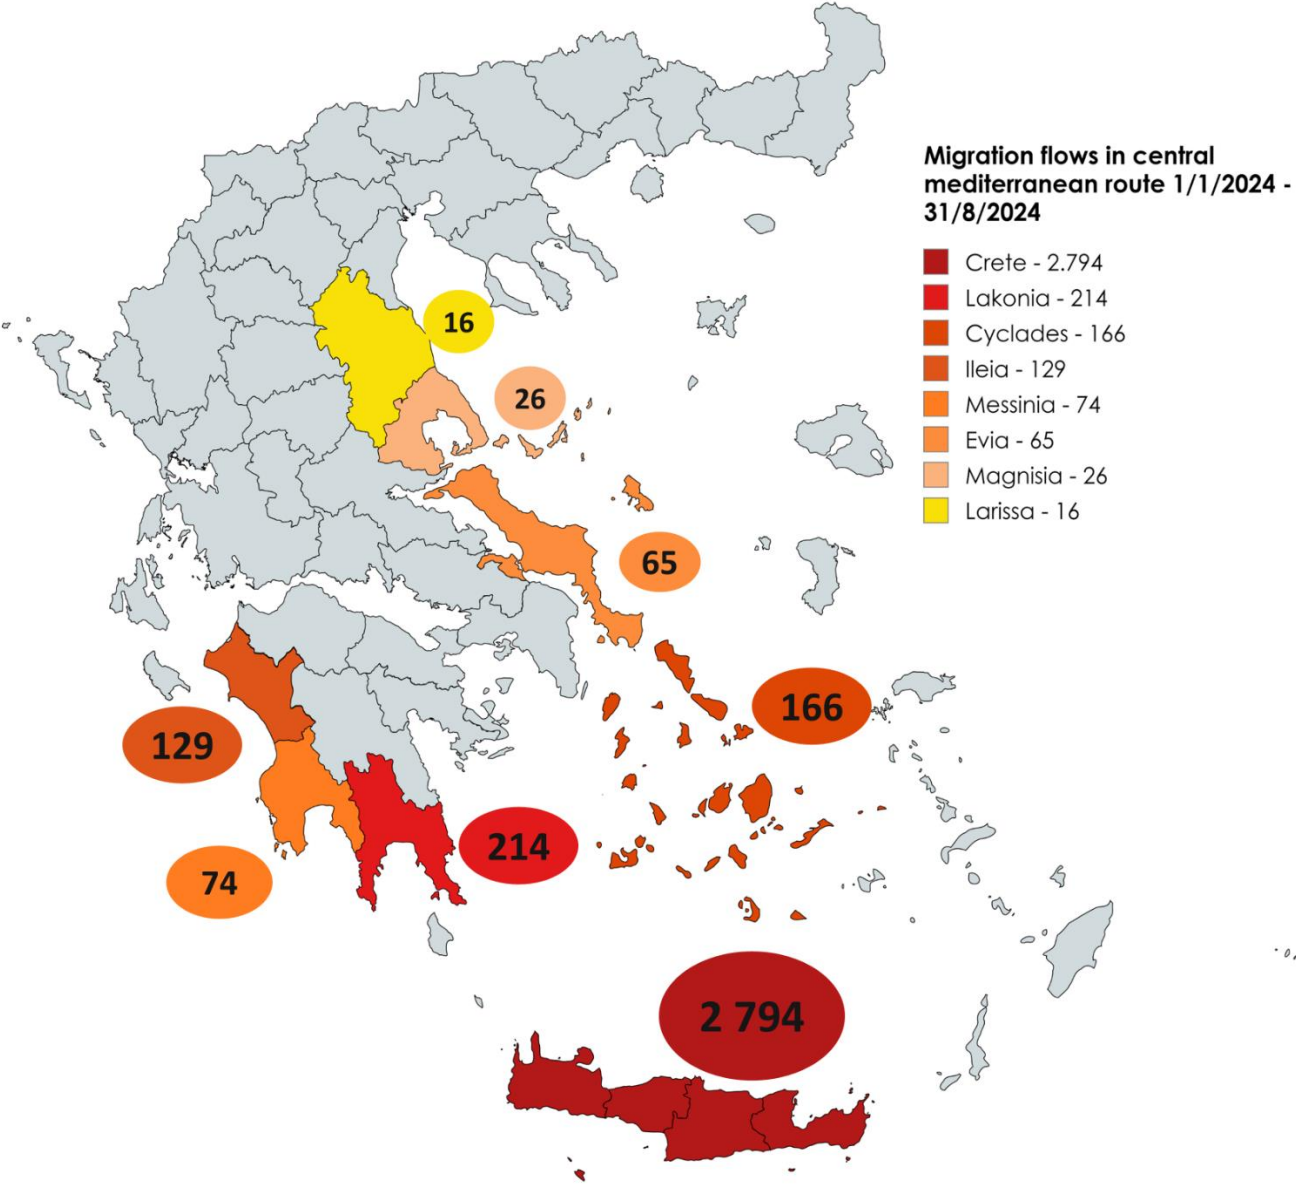 Migration flows in central
mediterranean route 1/1/2024 -
31/8/2024
Crete - 2.794
Lakonia - 214
Cyclades - 166
Ileia - 129
Messinia - 74
Evia - 65
Magnisia - 26
Larissa - 16
16
26
65
166
129
214
74
2 794